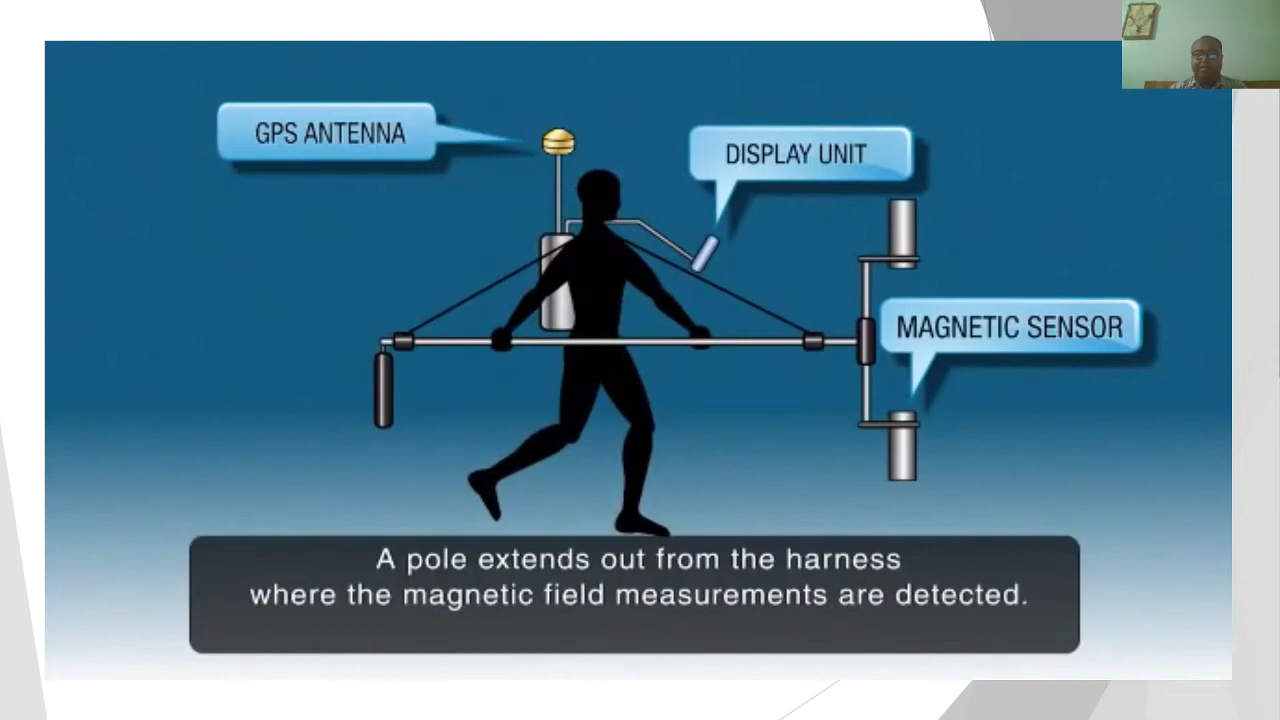 GPS ANTENNA
DISPLAY UNIT
MAGNETIC SENSOR
A pole extends out from the harness
where the magnetic field measurements are detected.